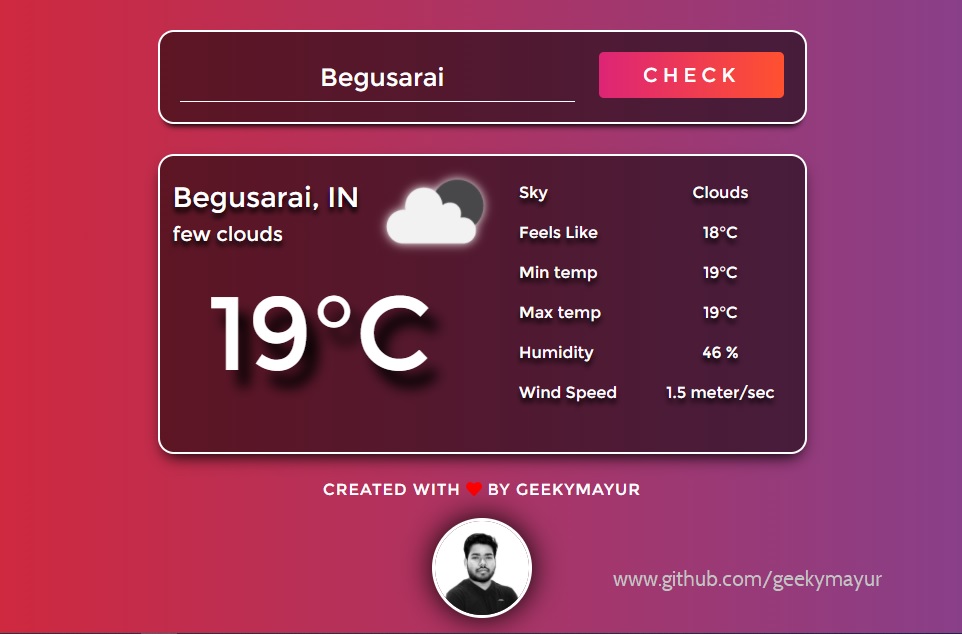 Begusarai
CHECK
Begusarai, IN
few clouds
19°C
Sky Clouds
Feels Like 18°C
Min temp 19°C
Max temp 19°C
Humidity 46 %
Wind Speed 1.5 meter/sec
CREATED WITH ❤ BY GEEKYMAYUR
www.github.com/geekymayur